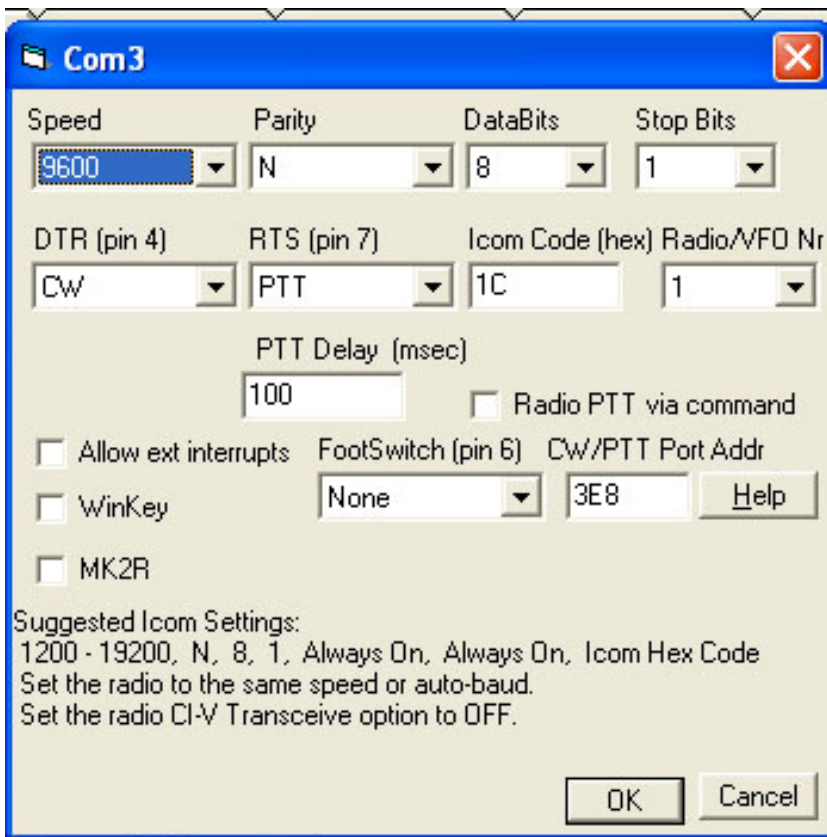 Com3
Speed Parity DataBits Stop Bits
9600 N 8 1
DTR (pin 4) RTS (pin 7) Icom Code (hex) Radio/VFO Nr
CW PTT 1C 1
PTT Delay (msec)
100 Radio PTT via command
Allow ext interrupts FootSwitch (pin 6) CW/PTT Port Addr
WinKey None 3E8 Help
MK2R
Suggested Icom Settings:
1200 - 19200, N, 8, 1, Always On, Always On, Icom Hex Code
Set the radio to the same speed or auto-baud.
Set the radio CI-V Transceive option to OFF.
OK Cancel